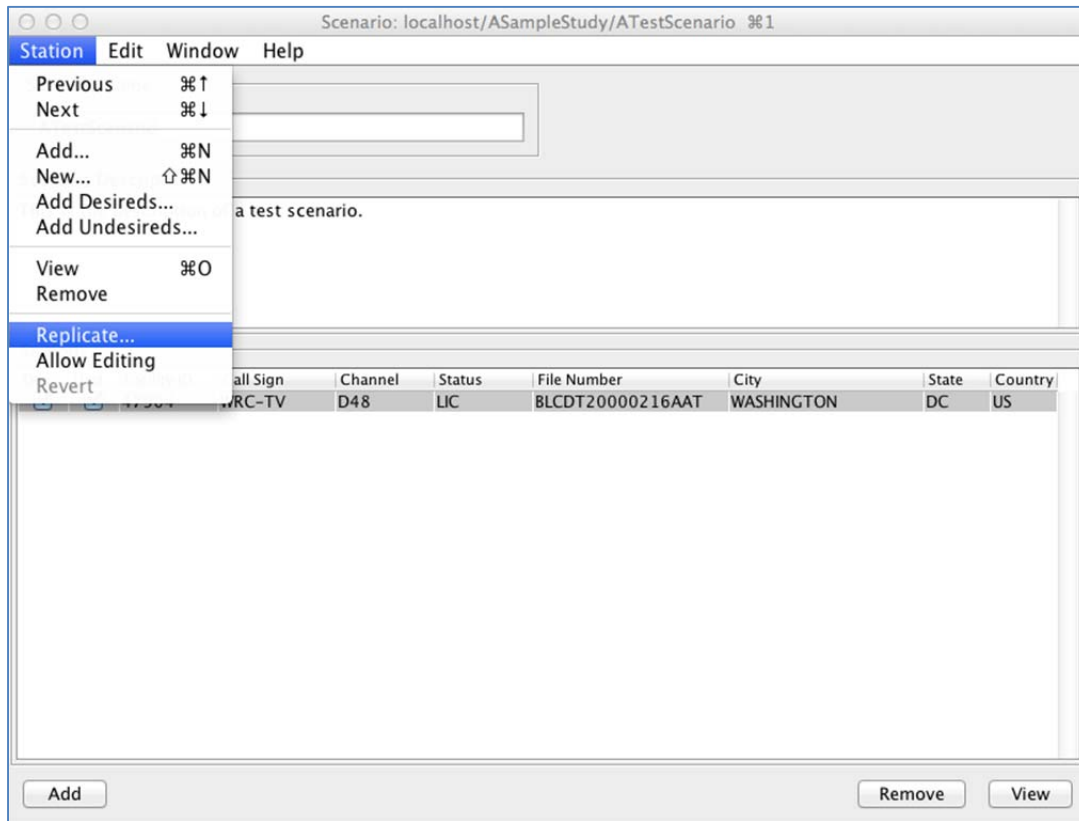 Scenario: localhost/ASampleStudy/ATestScenario ⌘1
Station Edit Window Help
Previous ⌘↑
Next ⌘↓
Add... ⌘N
New... ⇧⌘N
Add Desireds...
Add Undesireds...
View ⌘O
Remove
Replicate...
Allow Editing
Revert
a test scenario.
all Sign Channel Status File Number City State Country
WRC-TV D48 LIC BLCDT20000216AAT WASHINGTON DC US
Add Remove View